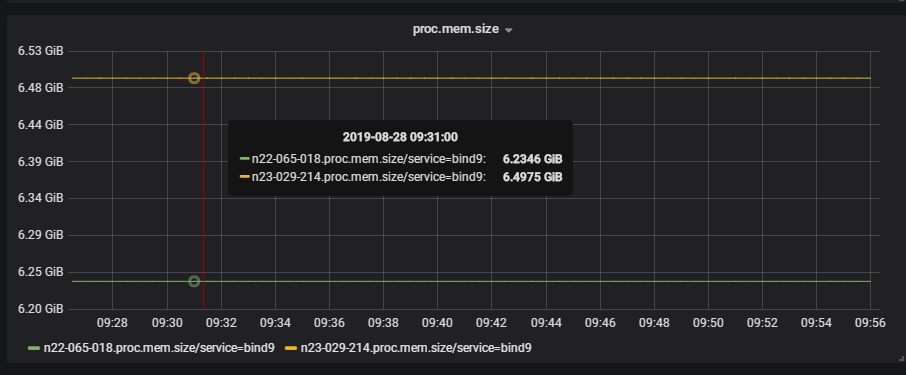 proc.mem.size
6.53 GiB
6.48 GiB
6.44 GiB
6.39 GiB
6.34 GiB
6.29 GiB
6.25 GiB
6.20 GiB
2019-08-28 09:31:00
n22-065-018.proc.mem.size/service=bind9: 6.2346 GiB
n23-029-214.proc.mem.size/service=bind9: 6.4975 GiB
09:28 09:30 09:32 09:34 09:36 09:38 09:40 09:42 09:44 09:46 09:48 09:50 09:52 09:54 09:56
n22-065-018.proc.mem.size/service=bind9 n23-029-214.proc.mem.size/service=bind9